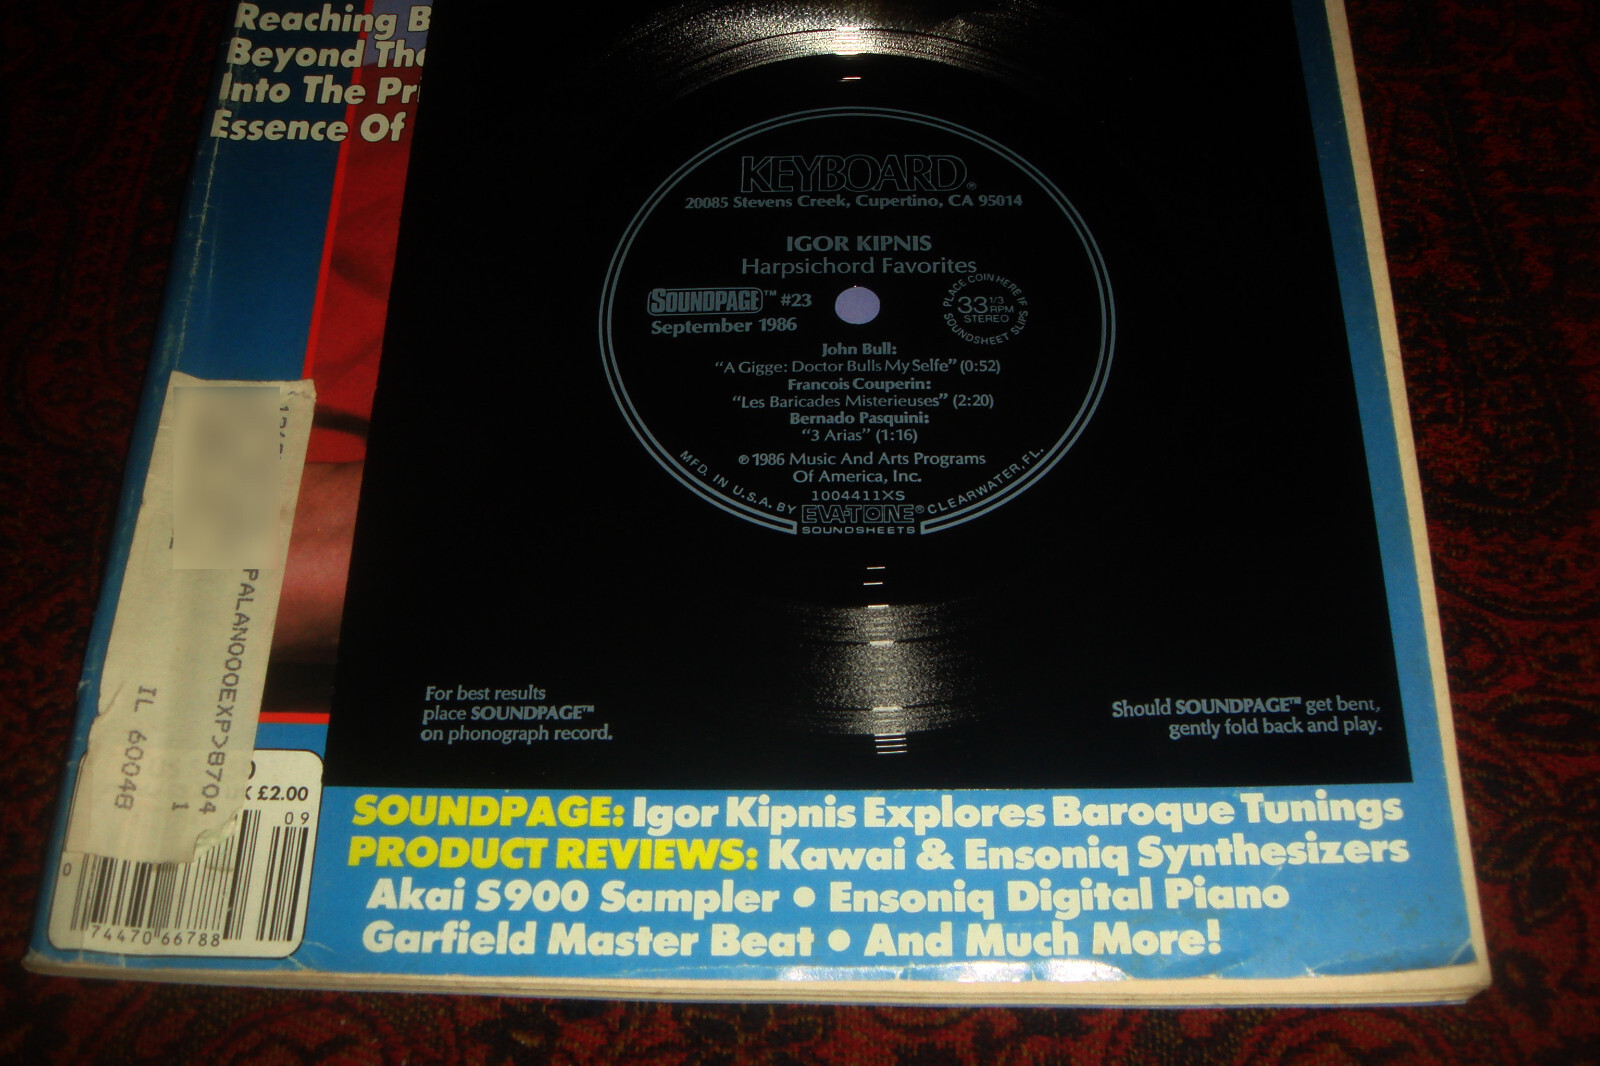 Reaching B
Beyond The
Into The Pri
Essence Of
KEYBOARD®
20085 Stevens Creek, Cupertino, CA 95014
IGOR KIPNIS
Harpsichord Favorites
SOUNDPAGE™ #23
September 1986
PLACE COIN HERE IF
33 1/3
RPM
STEREO
SOUNDSHEET SLIPS
John Bull:
"A Gigge: Doctor Bulls My Selfe" (0:52)
Francois Couperin:
"Les Baricades Misterieuses" (2:20)
Bernado Pasquini:
"3 Arias" (1:16)
℗ 1986 Music And Arts Programs
Of America, Inc.
1004411XS
MFD. IN U.S.A. BY EVA-TONE® CLEARWATER, FL.
SOUNDSHEETS
For best results
place SOUNDPAGE™
on phonograph record.
Should SOUNDPAGE™ get bent,
gently fold back and play.
PALAN000EXP>8704
1
IL 60048
£2.00
09
0 74470 66788
SOUNDPAGE: Igor Kipnis Explores Baroque Tunings
PRODUCT REVIEWS: Kawai & Ensoniq Synthesizers
Akai S900 Sampler • Ensoniq Digital Piano
Garfield Master Beat • And Much More!